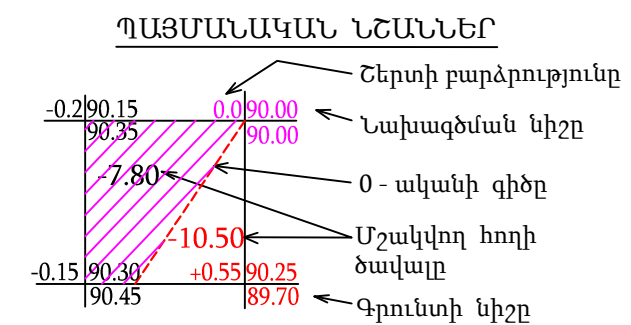 ՊԱՅՄԱՆԱԿԱՆ ՆՇԱՆՆԵՐ
Շերտի բարձրությունը
-0.2 90.15 0.0 90.00
90.35 90.00
Նախագծման նիշը
-7.80
0 - ականի գիծը
-10.50
Մշակվող հողի
ծավալը
-0.15 90.30 +0.55 90.25
90.45 89.70
Գրունտի նիշը